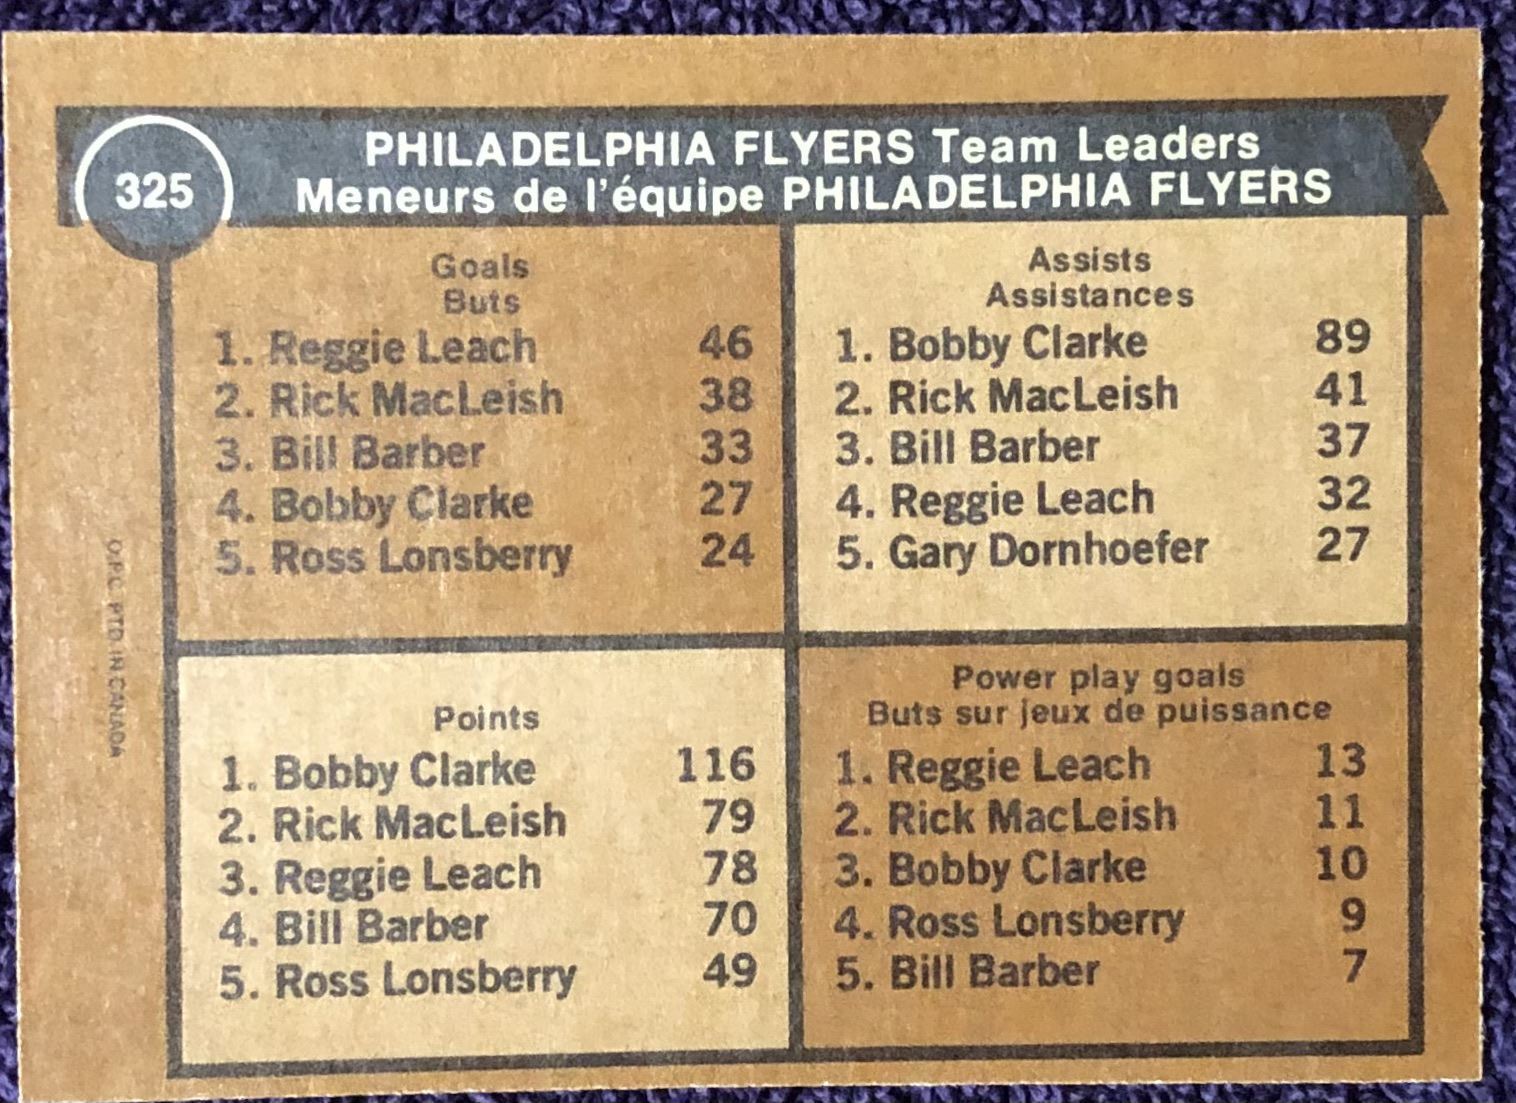 325
PHILADELPHIA FLYERS Team Leaders
Meneurs de l'équipe PHILADELPHIA FLYERS
Goals
Buts
1. Reggie Leach 46
2. Rick MacLeish 38
3. Bill Barber 33
4. Bobby Clarke 27
5. Ross Lonsberry 24
Assists
Assistances
1. Bobby Clarke 89
2. Rick MacLeish 41
3. Bill Barber 37
4. Reggie Leach 32
5. Gary Dornhoefer 27
Points
1. Bobby Clarke 116
2. Rick MacLeish 79
3. Reggie Leach 78
4. Bill Barber 70
5. Ross Lonsberry 49
Power play goals
Buts sur jeux de puissance
1. Reggie Leach 13
2. Rick MacLeish 11
3. Bobby Clarke 10
4. Ross Lonsberry 9
5. Bill Barber 7
O.P.C. PTD. IN CANADA